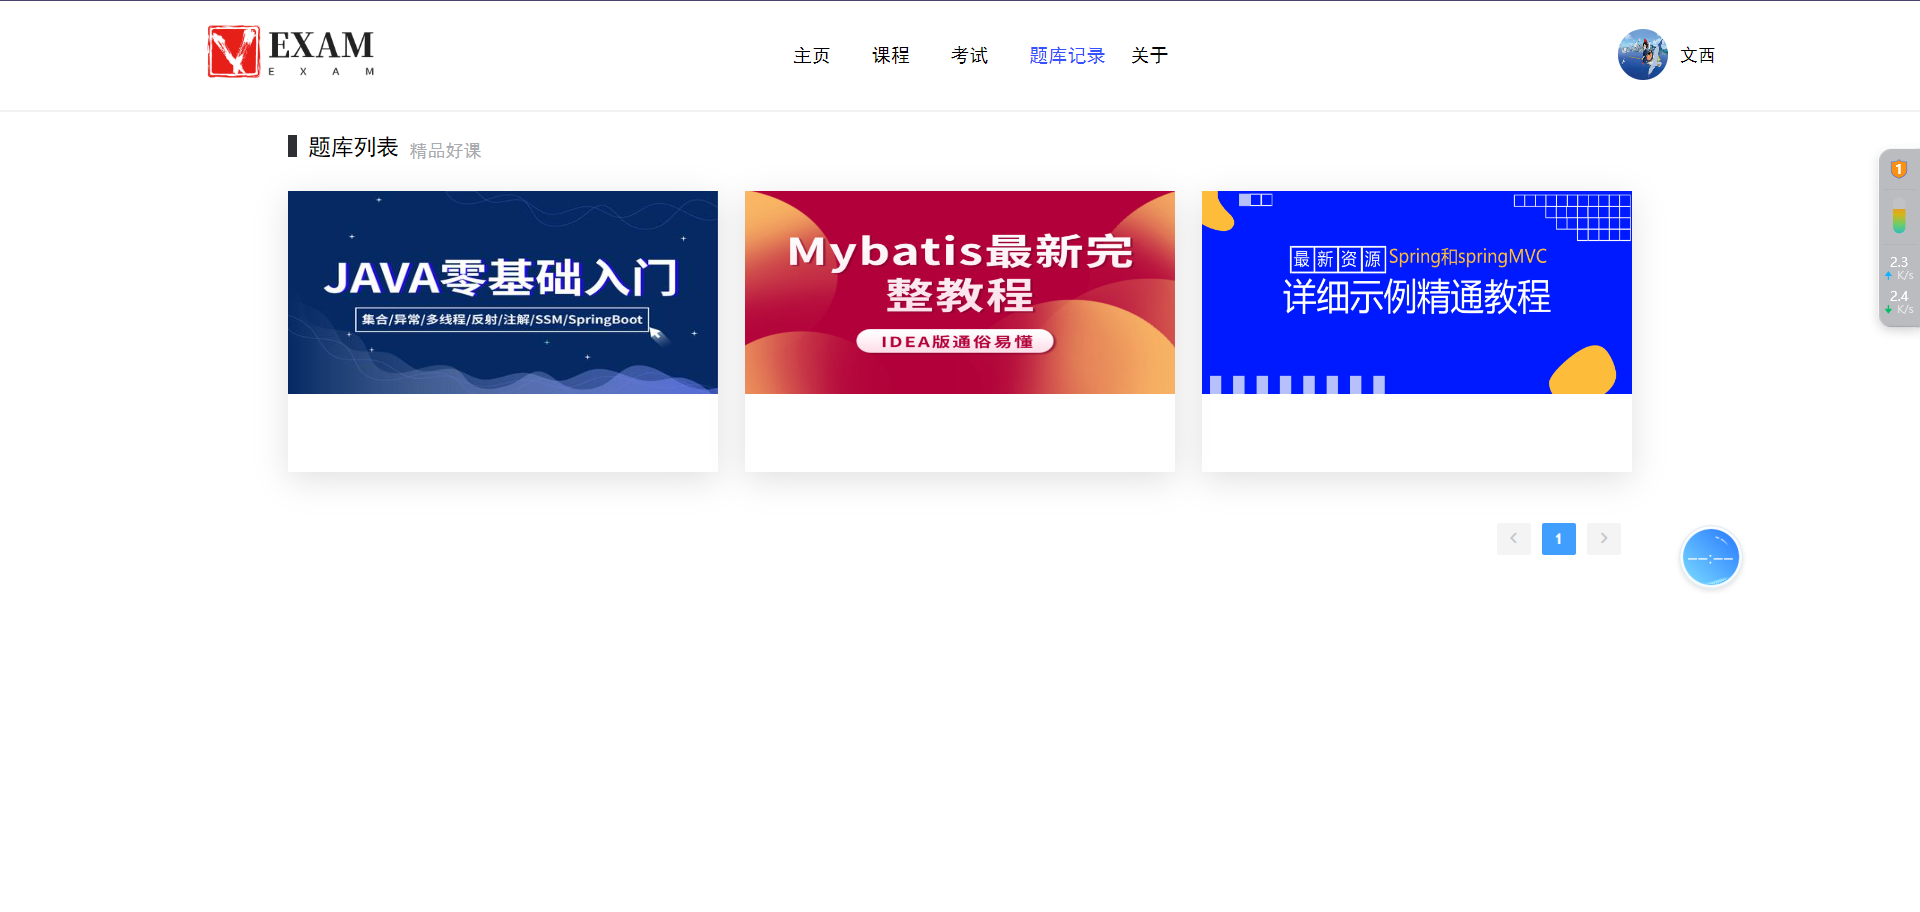 EXAM
E X A M
主页 课程 考试 题库记录 关于
文西
题库列表 精品好课
JAVA零基础入门
集合/异常/多线程/反射/注解/SSM/SpringBoot
Mybatis最新完
整教程
IDEA版通俗易懂
最新资源 Spring和springMVC
详细示例精通教程
1
2.3
K/s
2.4
K/s
1
--:--